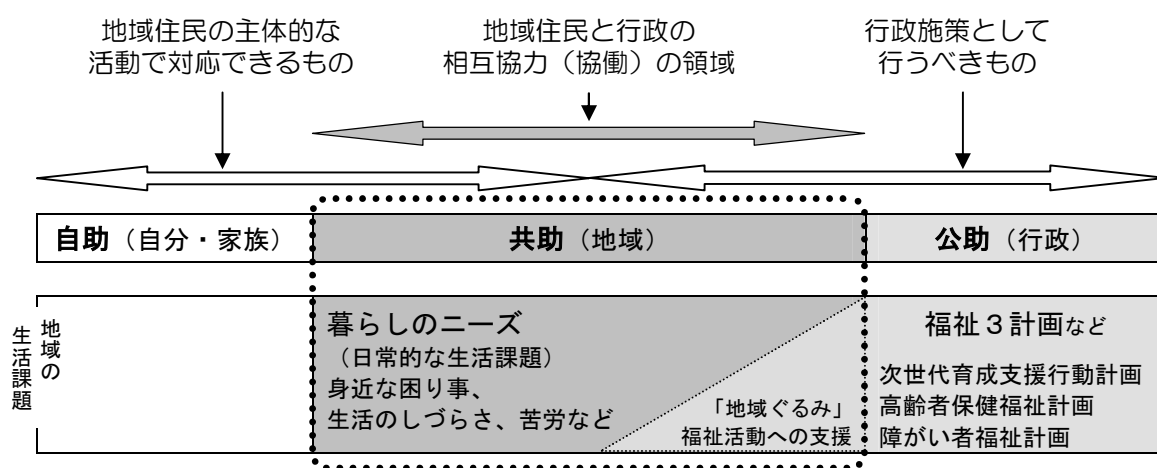 地域住民の主体的な
活動で対応できるもの
地域住民と行政の
相互協力（協働）の領域
行政施策として
行うべきもの
自助（自分・家族）
共助（地域）
公助（行政）
地域の
生活課題
暮らしのニーズ
（日常的な生活課題）
身近な困り事、
生活のしづらさ、苦労など
「地域ぐるみ」
福祉活動への支援
福祉３計画など
次世代育成支援行動計画
高齢者保健福祉計画
障がい者福祉計画